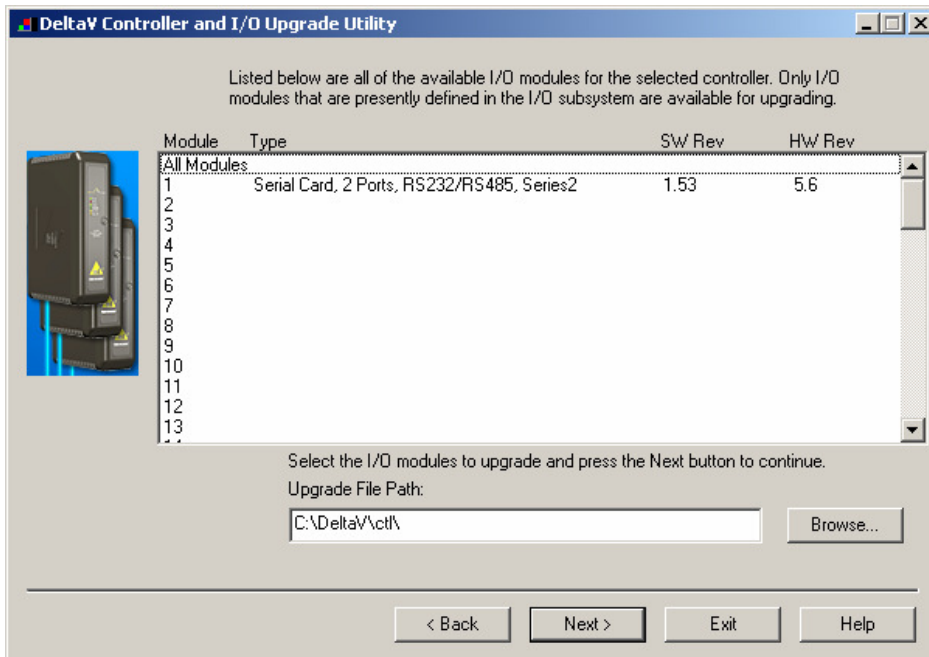 DeltaV Controller and I/O Upgrade Utility
Listed below are all of the available I/O modules for the selected controller. Only I/O
modules that are presently defined in the I/O subsystem are available for upgrading.
Module Type SW Rev HW Rev
All Modules
1 Serial Card, 2 Ports, RS232/RS485, Series2 1.53 5.6
2
3
4
5
6
7
8
9
10
11
12
13
Select the I/O modules to upgrade and press the Next button to continue.
Upgrade File Path:
C:\DeltaV\ctl\
Browse...
< Back Next > Exit Help